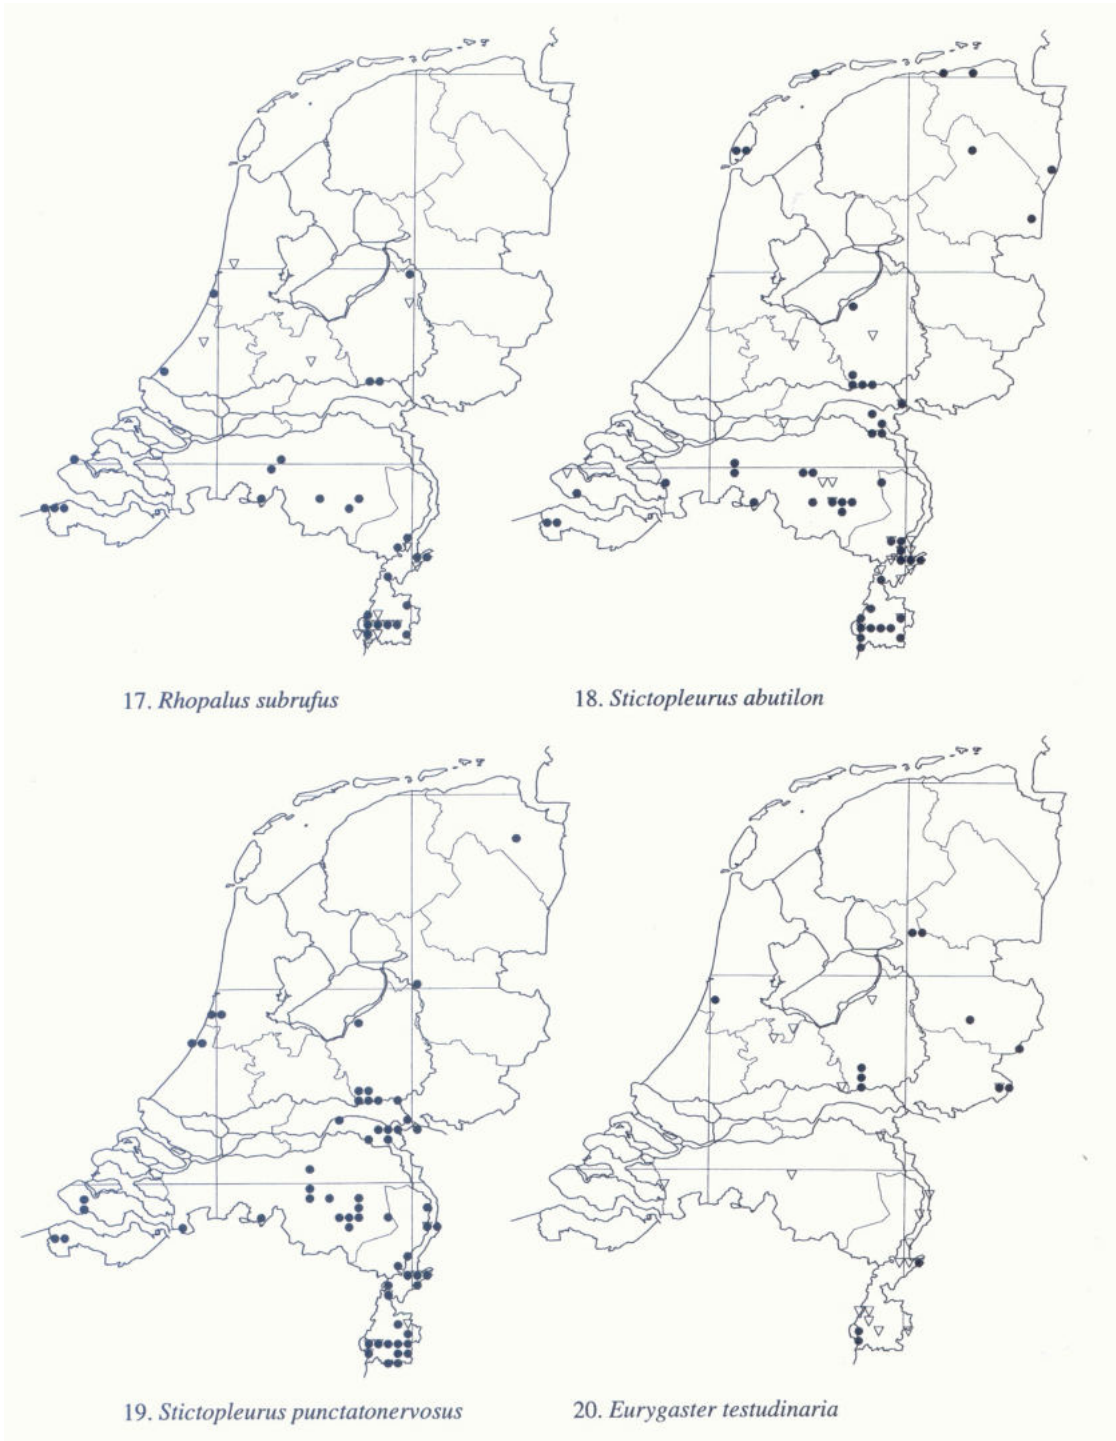 17. Rhopalus subrufus
18. Stictopleurus abutilon
19. Stictopleurus punctatonervosus
20. Eurygaster testudinaria